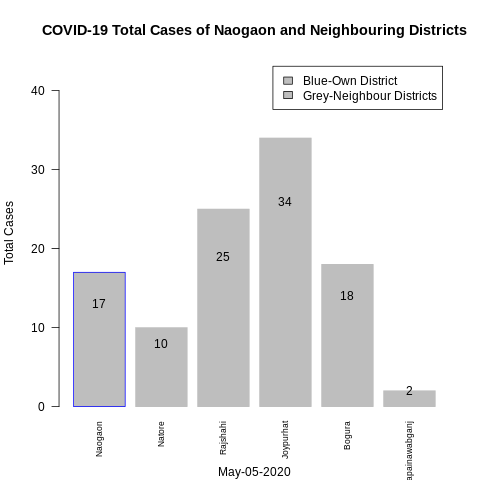 COVID-19 Total Cases of Naogaon and Neighbouring Districts
Blue-Own District
Grey-Neighbour Districts
Total Cases
40
30
20
10
0
17
10
25
34
18
2
Naogaon
Natore
Rajshahi
Joypurhat
Bogura
apainawabganj
May-05-2020